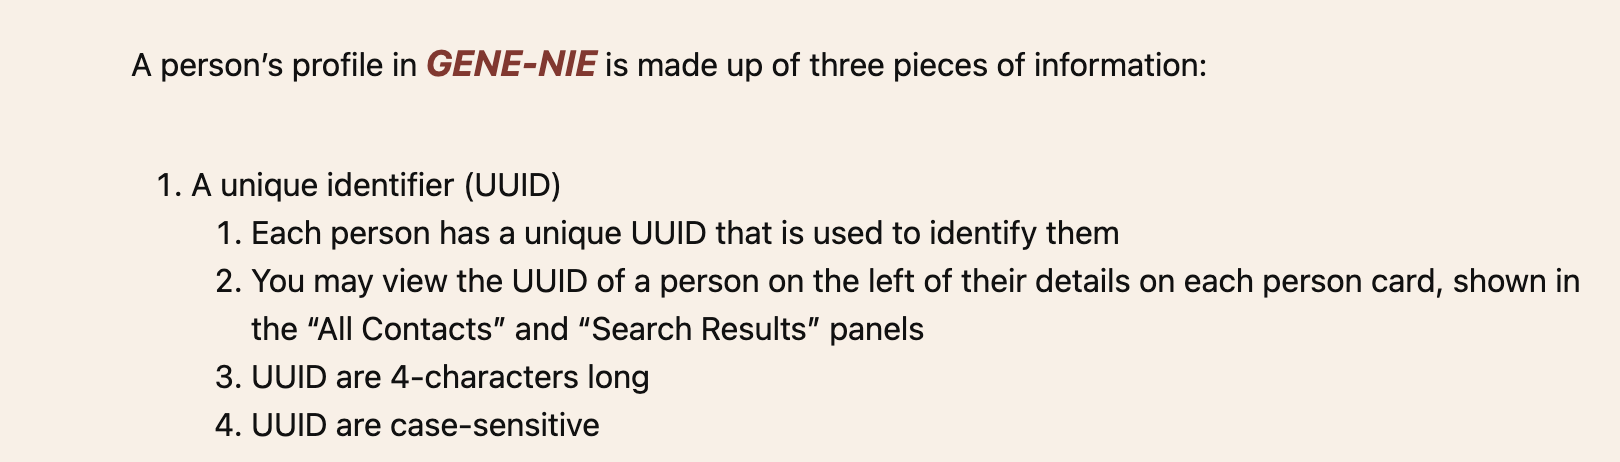 A person’s profile in GENE-NIE is made up of three pieces of information:
1. A unique identifier (UUID)
1. Each person has a unique UUID that is used to identify them
2. You may view the UUID of a person on the left of their details on each person card, shown in
the “All Contacts” and “Search Results” panels
3. UUID are 4-characters long
4. UUID are case-sensitive